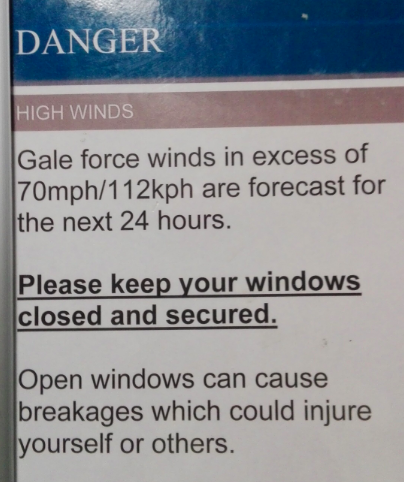 DANGER
HIGH WINDS
Gale force winds in excess of
70mph/112kph are forecast for
the next 24 hours.
Please keep your windows
closed and secured.
Open windows can cause
breakages which could injure
yourself or others.